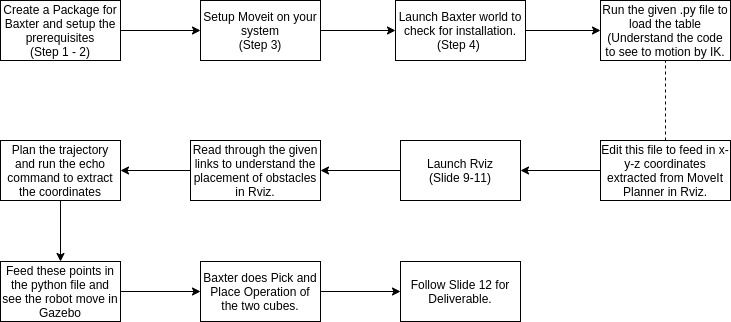 Create a Package for
Baxter and setup the
prerequisites
(Step 1 - 2)
Setup Moveit on your
system
(Step 3)
Launch Baxter world to
check for installation.
(Step 4)
Run the given .py file to
load the table
(Understand the code
to see to motion by IK.
Edit this file to feed in x-
y-z coordinates
extracted from MoveIt
Planner in Rviz.
Launch Rviz
(Slide 9-11)
Read through the given
links to understand the
placement of obstacles
in Rviz.
Plan the trajectory
and run the echo
command to extract
the coordinates
Feed these points in
the python file and
see the robot move in
Gazebo
Baxter does Pick and
Place Operation of
the two cubes.
Follow Slide 12 for
Deliverable.